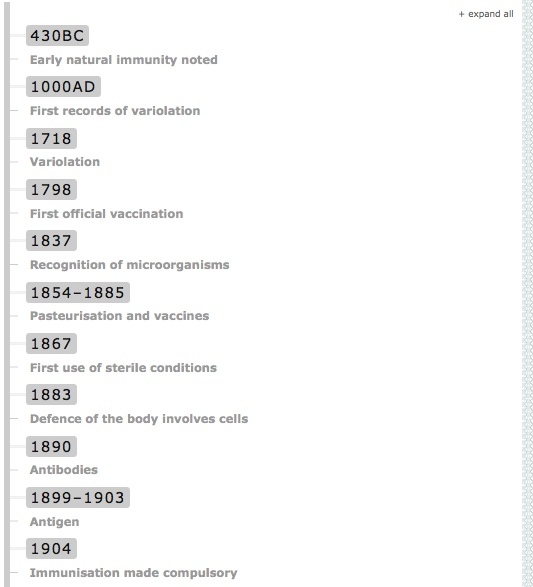 + expand all
430BC
Early natural immunity noted
1000AD
First records of variolation
1718
Variolation
1798
First official vaccination
1837
Recognition of microorganisms
1854–1885
Pasteurisation and vaccines
1867
First use of sterile conditions
1883
Defence of the body involves cells
1890
Antibodies
1899–1903
Antigen
1904
Immunisation made compulsory